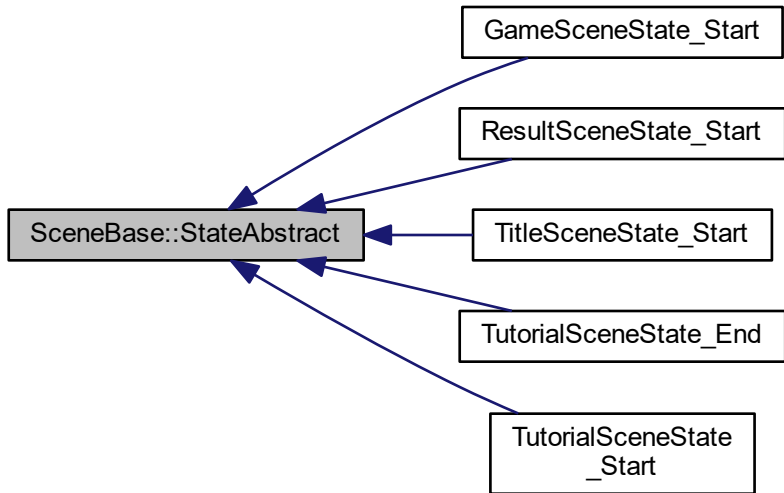 GameSceneState_Start
ResultSceneState_Start
SceneBase::StateAbstract
TitleSceneState_Start
TutorialSceneState_End
TutorialSceneState
_Start